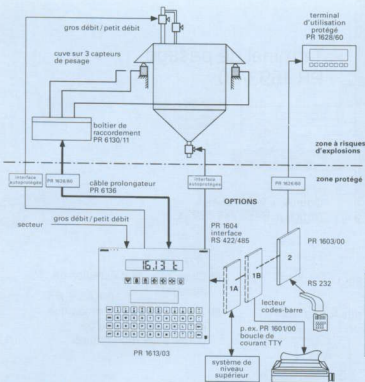 gros débit / petit débit
cuve sur 3 capteurs
de pesage
terminal
d'utilisation
protégé
PR 1628/60
boîtier de
raccordement
PR 6130/11
zone à risques
d'explosions
zone protégé
interface
autoprotégée
PR 1626/60
câble prolongateur
PR 6136
interface
autoprotégée
PR 1626/60
OPTIONS
gros débit / petit débit
secteur
PR 1604
interface
RS 422/485
PR 1603/00
1A
1B
2
RS 232
lecteur
codes-barre
p. ex. PR 1601/00
boucle de
courant TTY
PR 1613/03
système de
niveau
supérieur